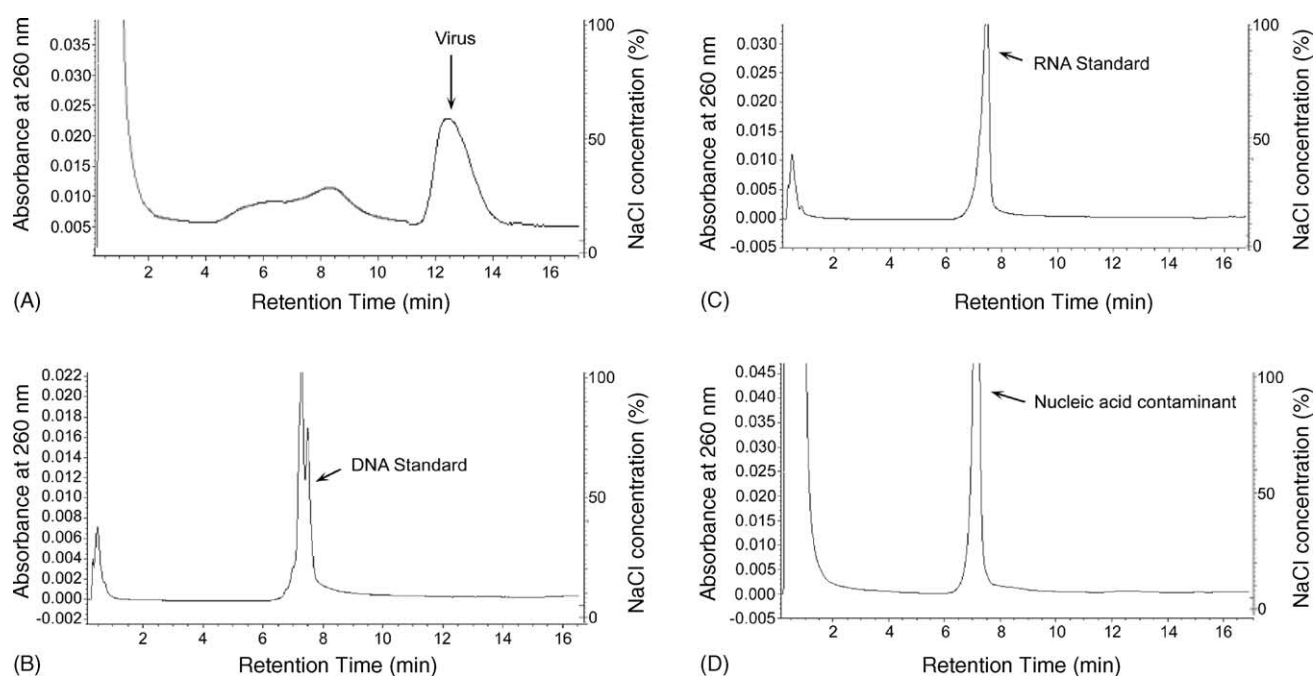 Absorbance at 260 nm
0.035
0.030
0.025
0.020
0.015
0.010
0.005
Virus
100
50
0
NaCl concentration (%)
2 4 6 8 10 12 14 16
(A)
Retention Time (min)
Absorbance at 260 nm
0.030
0.025
0.020
0.015
0.010
0.005
0.000
-0.005
RNA Standard
100
50
0
NaCl concentration (%)
2 4 6 8 10 12 14 16
(C)
Retention Time (min)
Absorbance at 260 nm
0.022
0.020
0.018
0.016
0.014
0.012
0.010
0.008
0.006
0.004
0.002
0.000
-0.002
DNA Standard
100
50
0
NaCl concentration (%)
2 4 6 8 10 12 14 16
(B)
Retention Time (min)
Absorbance at 260 nm
0.045
0.040
0.035
0.030
0.025
0.020
0.015
0.010
0.005
0.000
-0.005
Nucleic acid contaminant
100
50
0
NaCl concentration (%)
2 4 6 8 10 12 14 16
(D)
Retention Time (min)